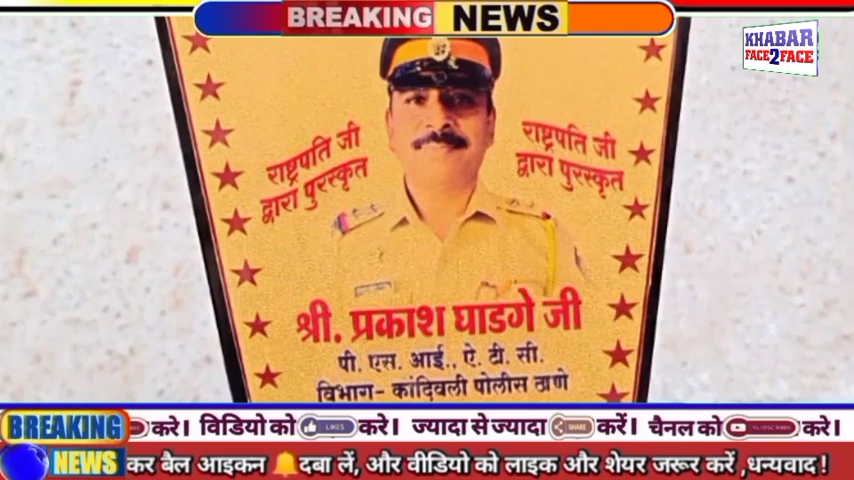 BREAKING NEWS
KHABAR
FACE2FACE
राष्ट्रपति जी
द्वारा पुरस्कृत
राष्ट्रपति जी
द्वारा पुरस्कृत
श्री. प्रकाश घाडगे जी
पी. एस. आई., ऐ. टी. सी.
विभाग- कांदिवली पोलीस ठाणे
BREAKING
NEWS
करे। विडियो को LIKES करे। ज्यादा से ज्यादा SHARE करें। चैनल को SUBSCRIBE करे।
कर बैल आइकन दबा लें, और वीडियो को लाइक और शेयर जरूर करें ,धन्यवाद !